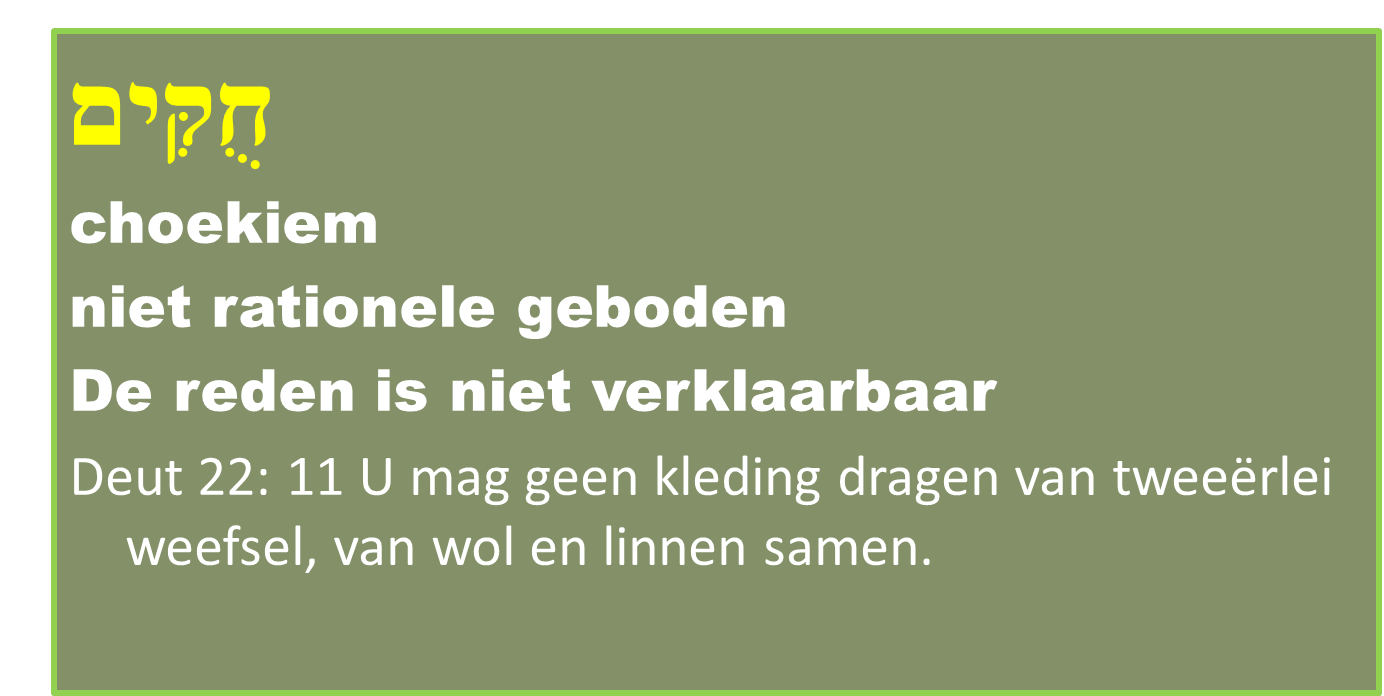 חֻקִּים
choekiem
niet rationele geboden
De reden is niet verklaarbaar
Deut 22: 11 U mag geen kleding dragen van tweeërlei
weefsel, van wol en linnen samen.